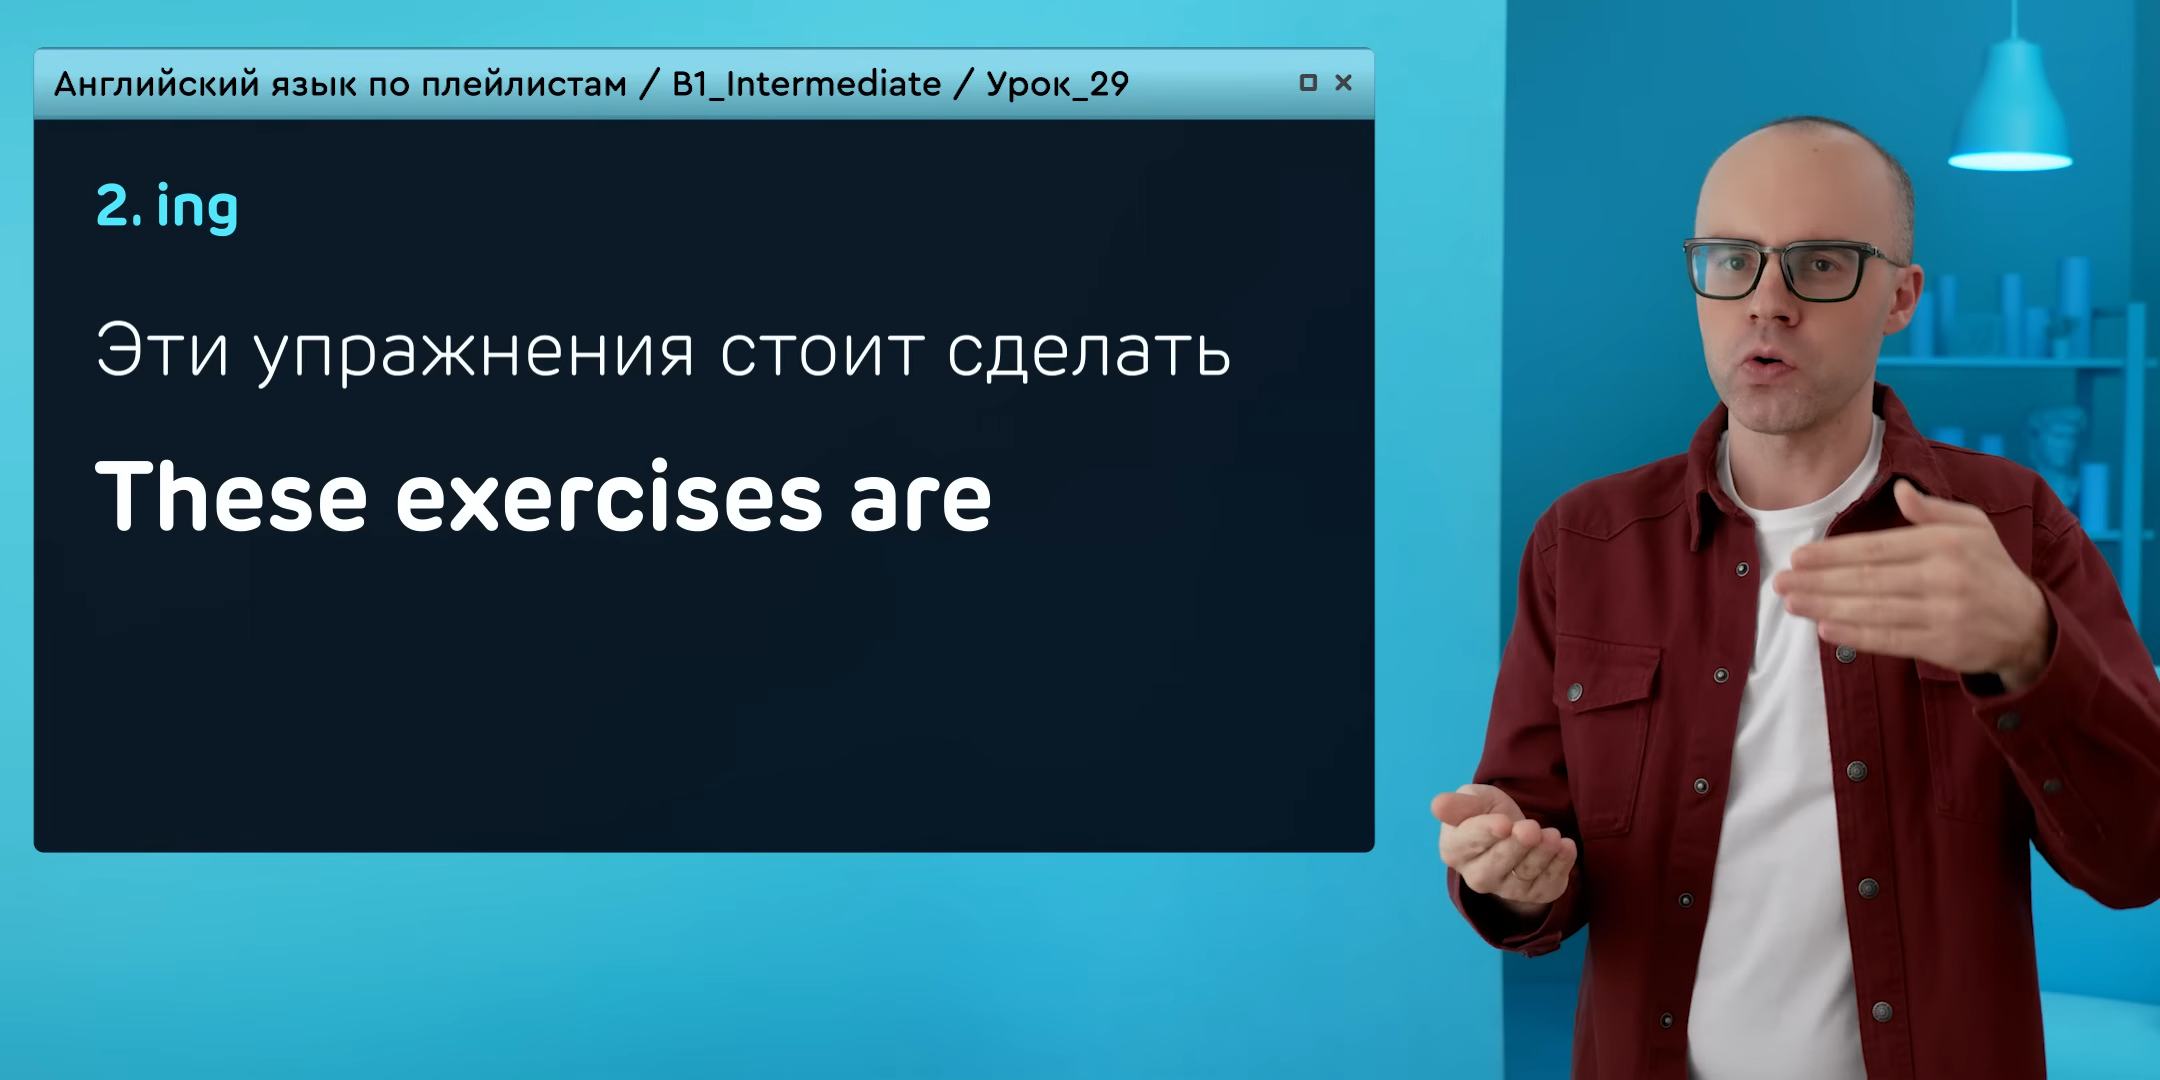 Английский язык по плейлистам / B1_Intermediate / Урок_29
2. ing
Эти упражнения стоит сделать
These exercises are